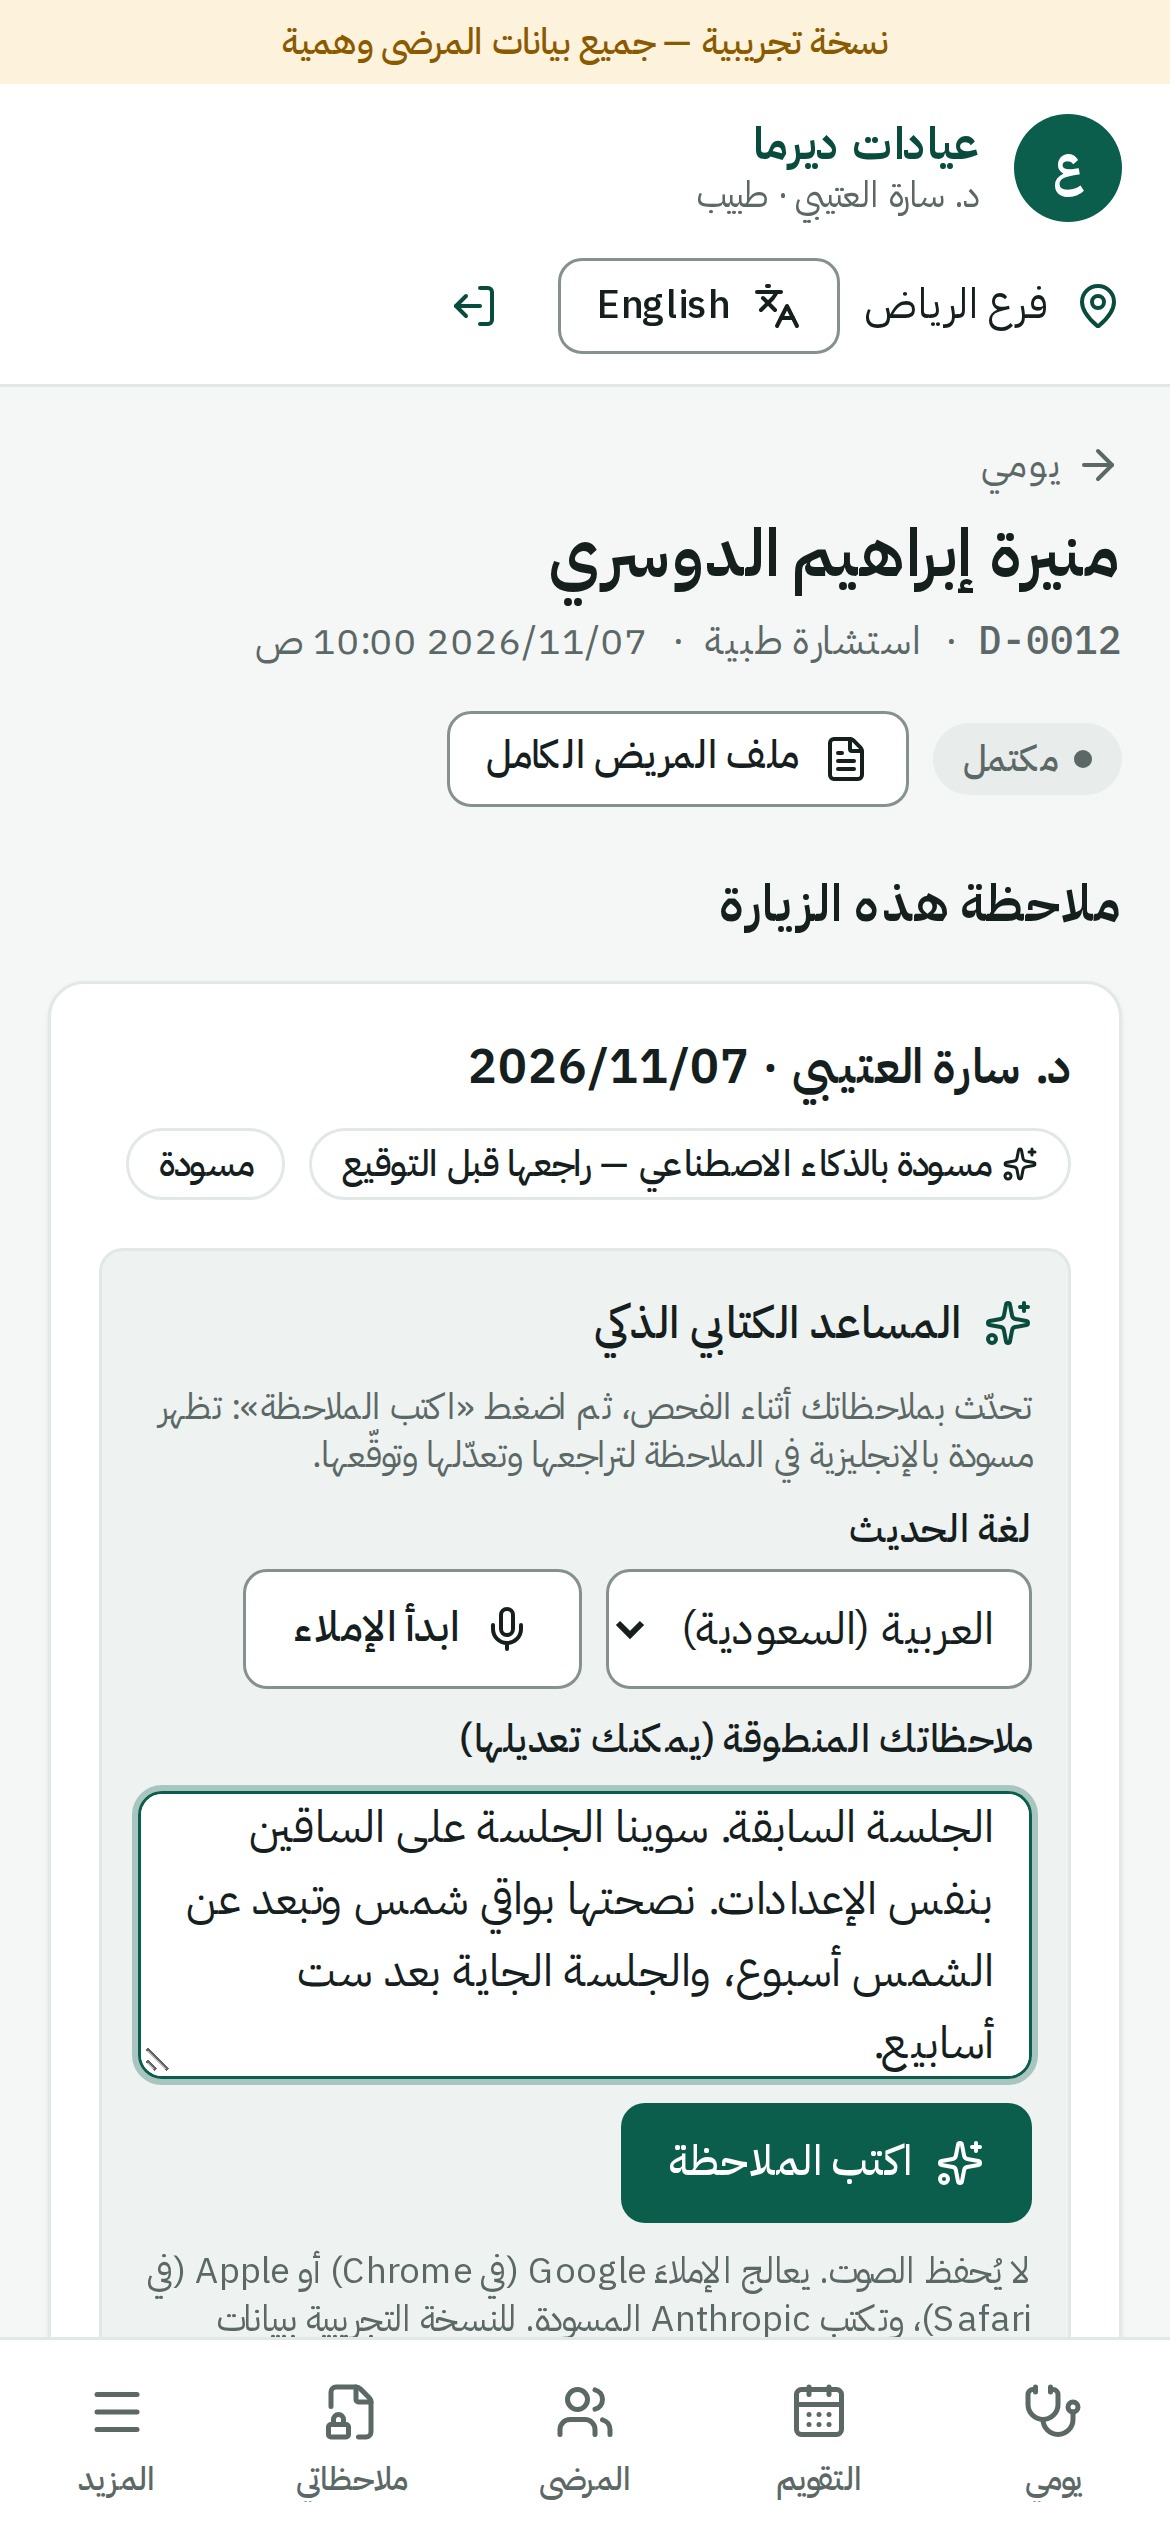 نسخة تجريبية — جميع بيانات المرضى وهمية
ع
عيادات ديرما
د. سارة العتيبي · طبيب
فرع الرياض
English
يومي
منيرة إبراهيم الدوسري
D-0012 · استشارة طبية · 2026/11/07 10:00 ص
مكتمل
ملف المريض الكامل
ملاحظة هذه الزيارة
د. سارة العتيبي · 2026/11/07
مسودة بالذكاء الاصطناعي — راجعها قبل التوقيع
مسودة
المساعد الكتابي الذكي
تحدّث بملاحظاتك أثناء الفحص، ثم اضغط «اكتب الملاحظة»: تظهر
مسودة بالإنجليزية في الملاحظة لتراجعها وتعدّلها وتوقّعها.
لغة الحديث
العربية (السعودية)
ابدأ الإملاء
ملاحظاتك المنطوقة (يمكنك تعديلها)
الجلسة السابقة. سوينا الجلسة على الساقين
بنفس الإعدادات. نصحتها بواقي شمس وتبعد عن
الشمس أسبوع، والجلسة الجاية بعد ست
أسابيع.
اكتب الملاحظة
لا يُحفظ الصوت. يعالج الإملاءَ Google (في Chrome) أو Apple (في
Safari)، وتكتب Anthropic المسودة. للنسخة التجريبية ببيانات
يومي
التقويم
المرضى
ملاحظاتي
المزيد